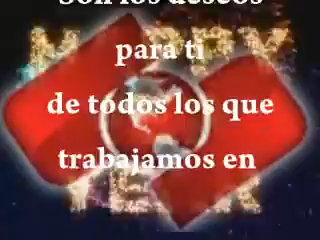 Son los deseos
para ti
de todos los que
trabajamos en